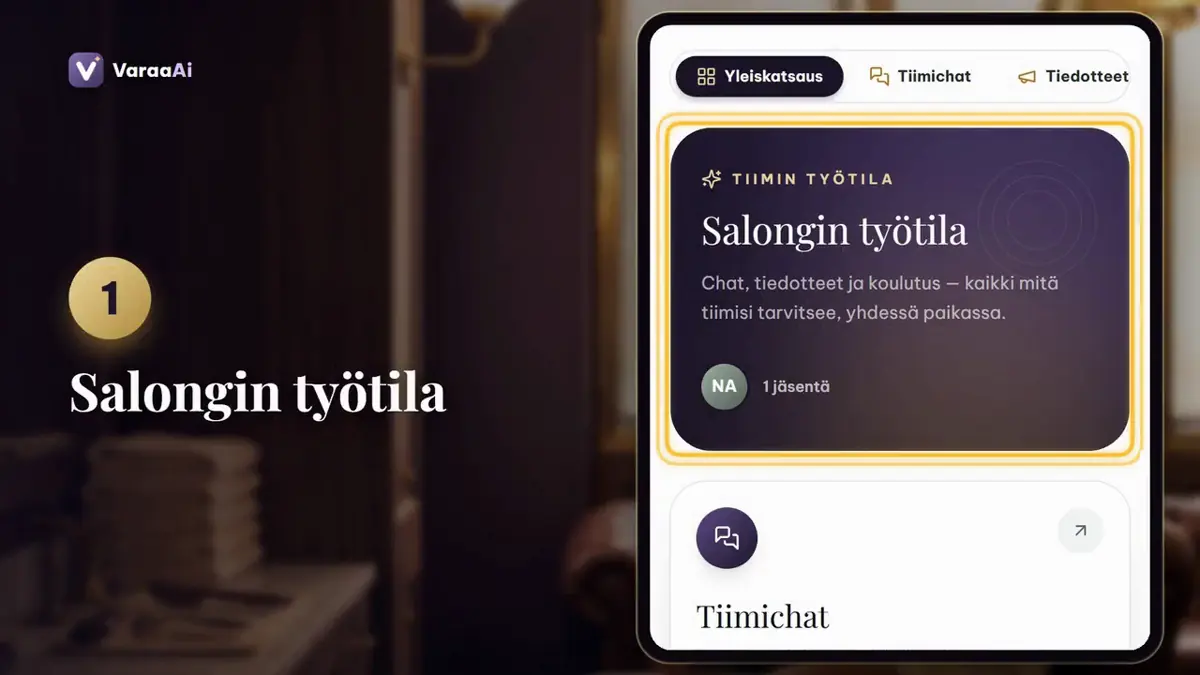 VaraaAi
1
Salongin työtila
Yleiskatsaus
Tiimichat
Tiedotteet
TIIMIN TYÖTILA
Salongin työtila
Chat, tiedotteet ja koulutus — kaikki mitä
tiimisi tarvitsee, yhdessä paikassa.
NA
1 jäsentä
Tiimichat